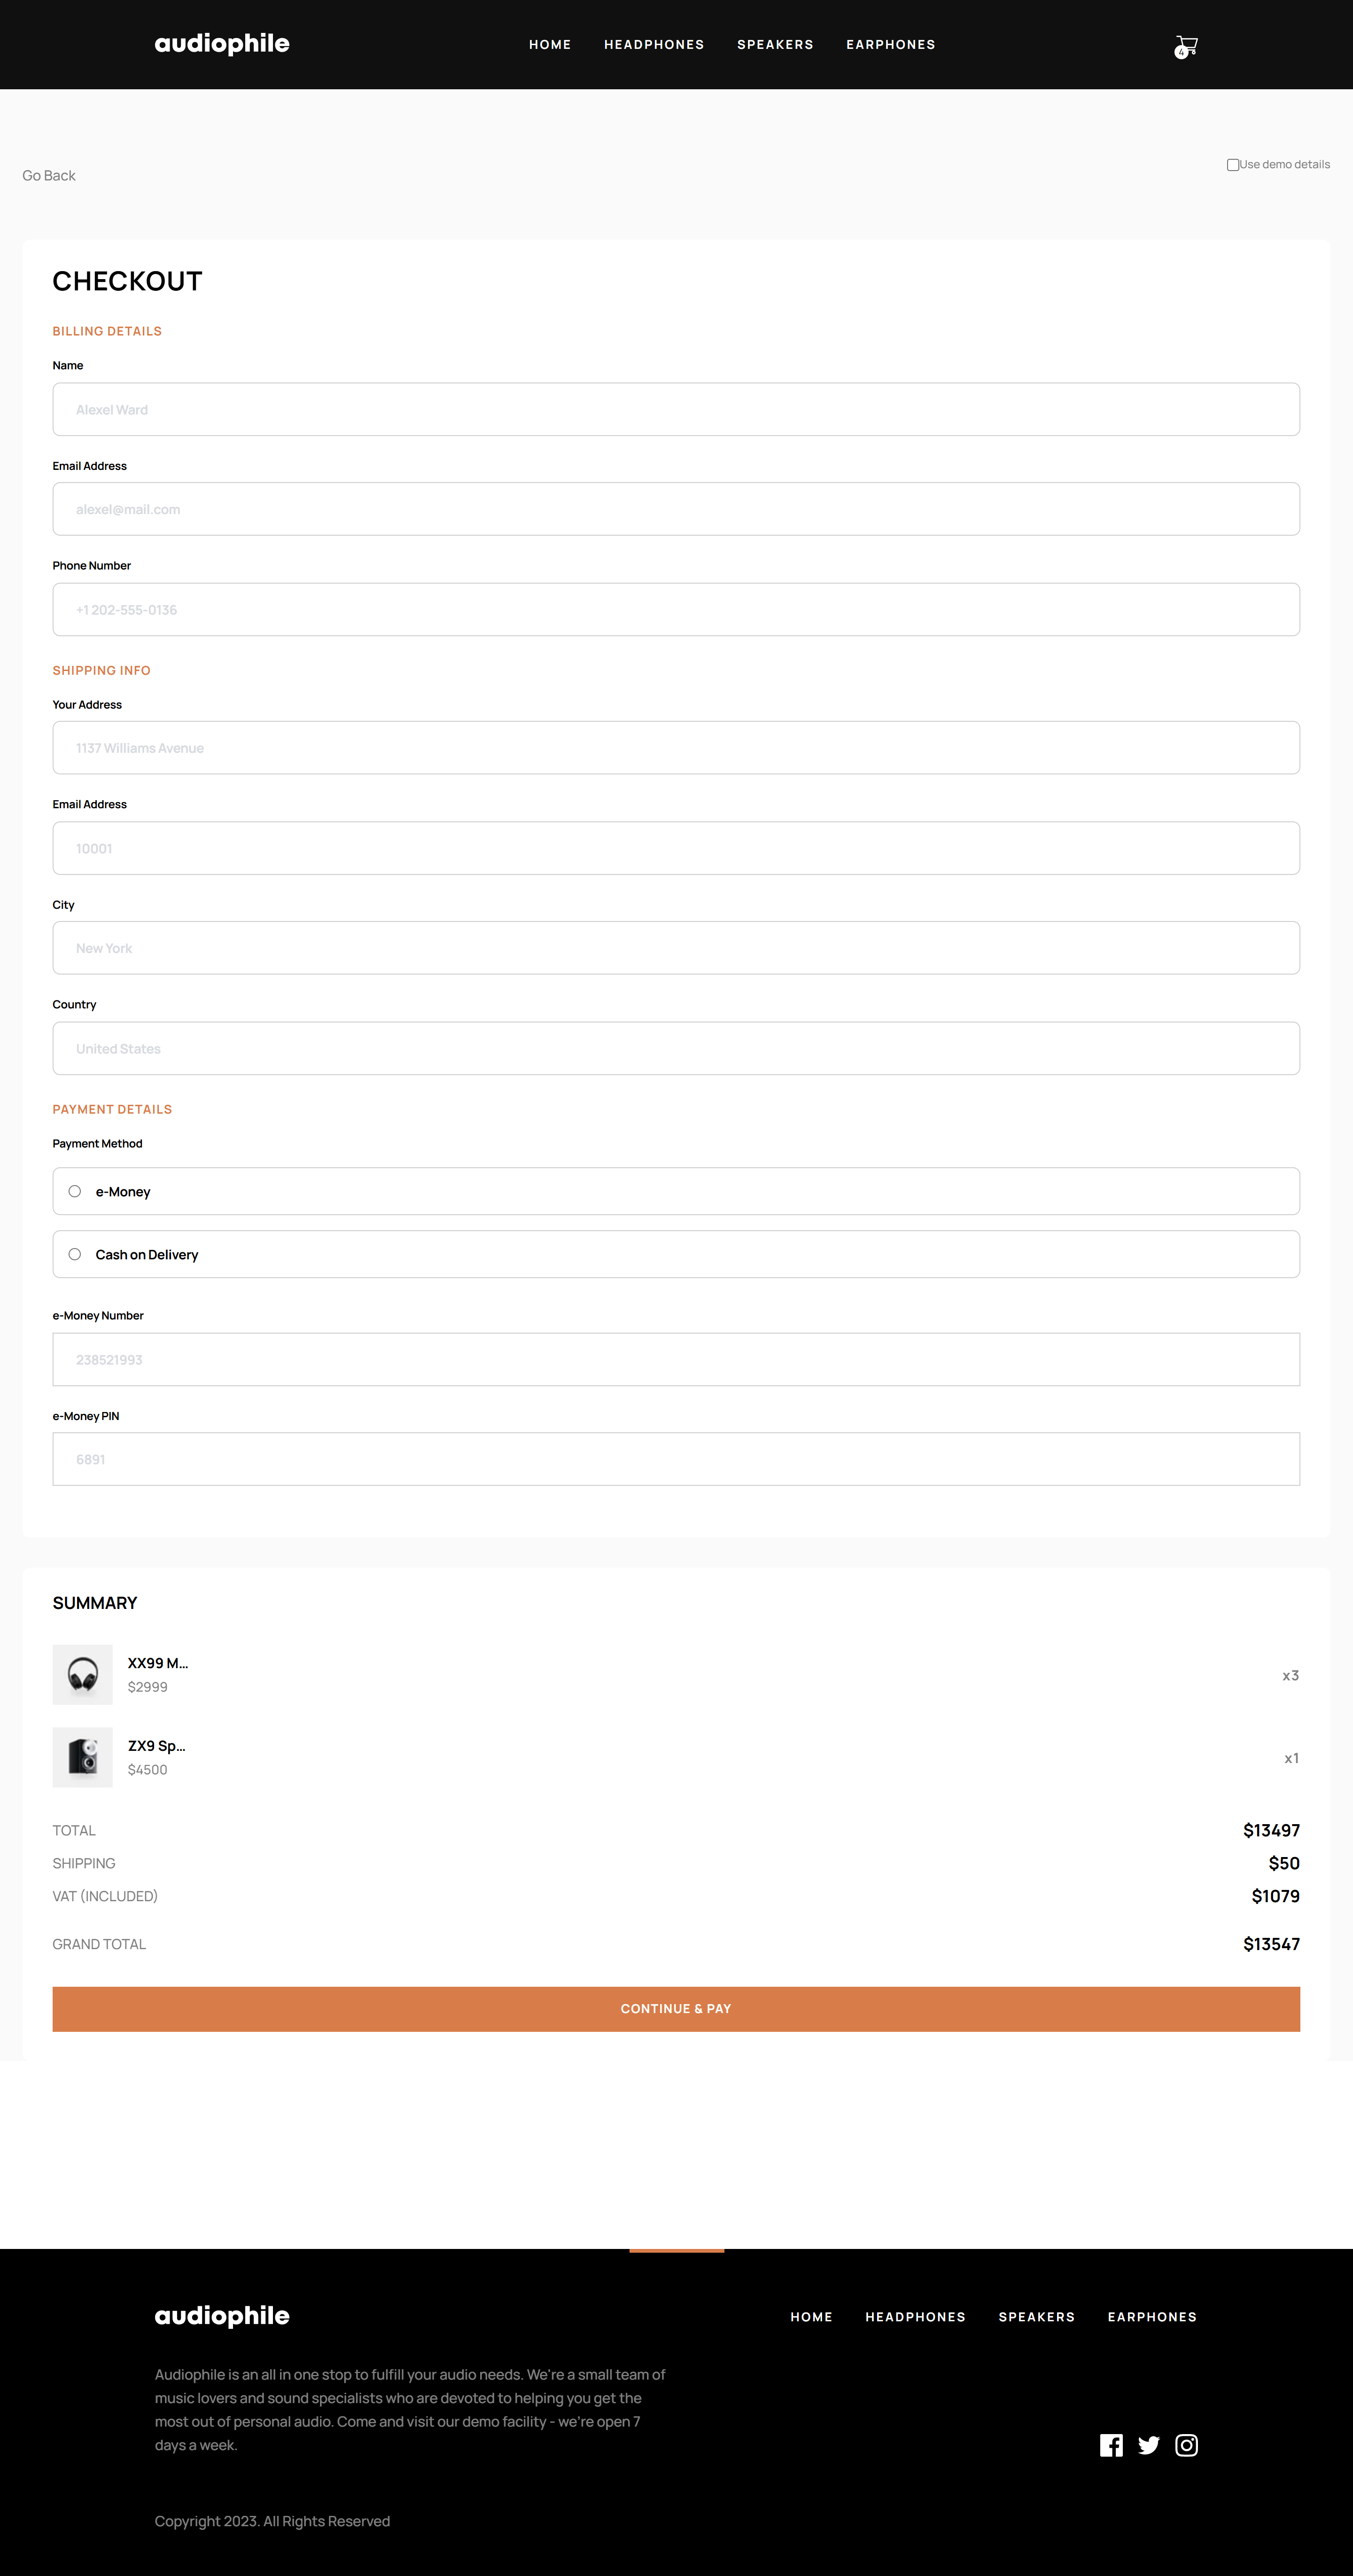 audiophile
HOME HEADPHONES SPEAKERS EARPHONES
4
Go Back
Use demo details
CHECKOUT
BILLING DETAILS
Name
Alexel Ward
Email Address
alexel@mail.com
Phone Number
+1 202-555-0136
SHIPPING INFO
Your Address
1137 Williams Avenue
Email Address
10001
City
New York
Country
United States
PAYMENT DETAILS
Payment Method
e-Money
Cash on Delivery
e-Money Number
238521993
e-Money PIN
6891
SUMMARY
XX99 M...
$2999
x3
ZX9 Sp...
$4500
x1
TOTAL $13497
SHIPPING $50
VAT (INCLUDED) $1079
GRAND TOTAL $13547
CONTINUE & PAY
audiophile
HOME HEADPHONES SPEAKERS EARPHONES
Audiophile is an all in one stop to fulfill your audio needs. We're a small team of
music lovers and sound specialists who are devoted to helping you get the
most out of personal audio. Come and visit our demo facility - we're open 7
days a week.
Copyright 2023. All Rights Reserved